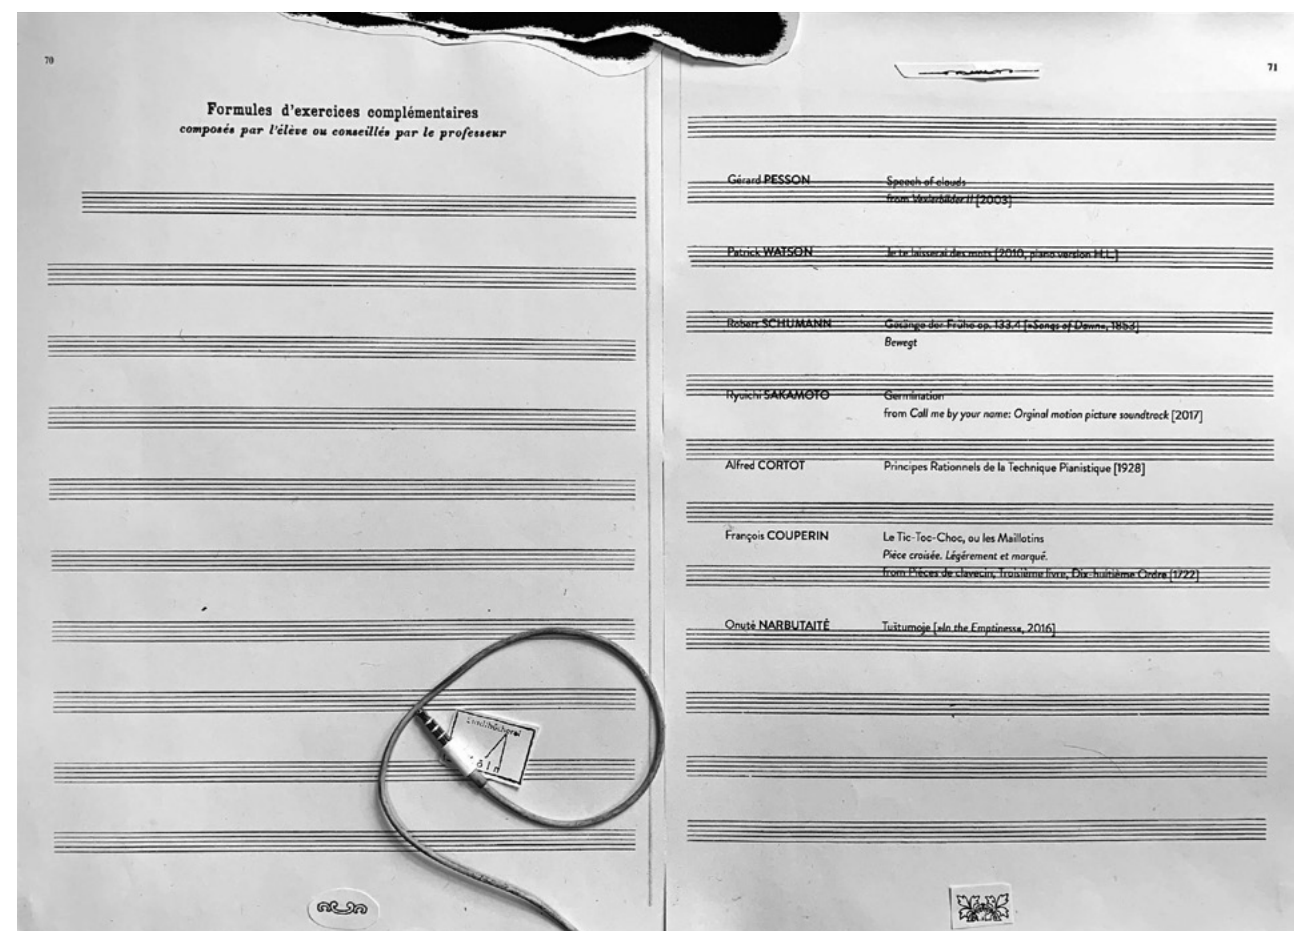 70
Formules d'exercices complémentaires
composés par l'élève ou conseillés par le professeur
71
Gérard PESSON Speech of clouds
from Vexierbilder II [2003]
Patrick WATSON Je te laisserai des mots [2010, piano version H.L.]
Robert SCHUMANN Gesänge der Frühe op. 133,4 [»Songs of Dawn«, 1853]
Bewegt
Ryuichi SAKAMOTO Germination
from Call me by your name: Orginal motion picture soundtrack [2017]
Alfred CORTOT Principes Rationnels de la Technique Pianistique [1928]
François COUPERIN Le Tic-Toc-Choc, ou les Maillotins
Pièce croisée. Légèrement et marqué.
from Pièces de clavecin, Troisième livre, Dix-huitième Ordre [1722]
Onutė NARBUTAITĖ Tuštumoje [»In the Emptiness«, 2016]